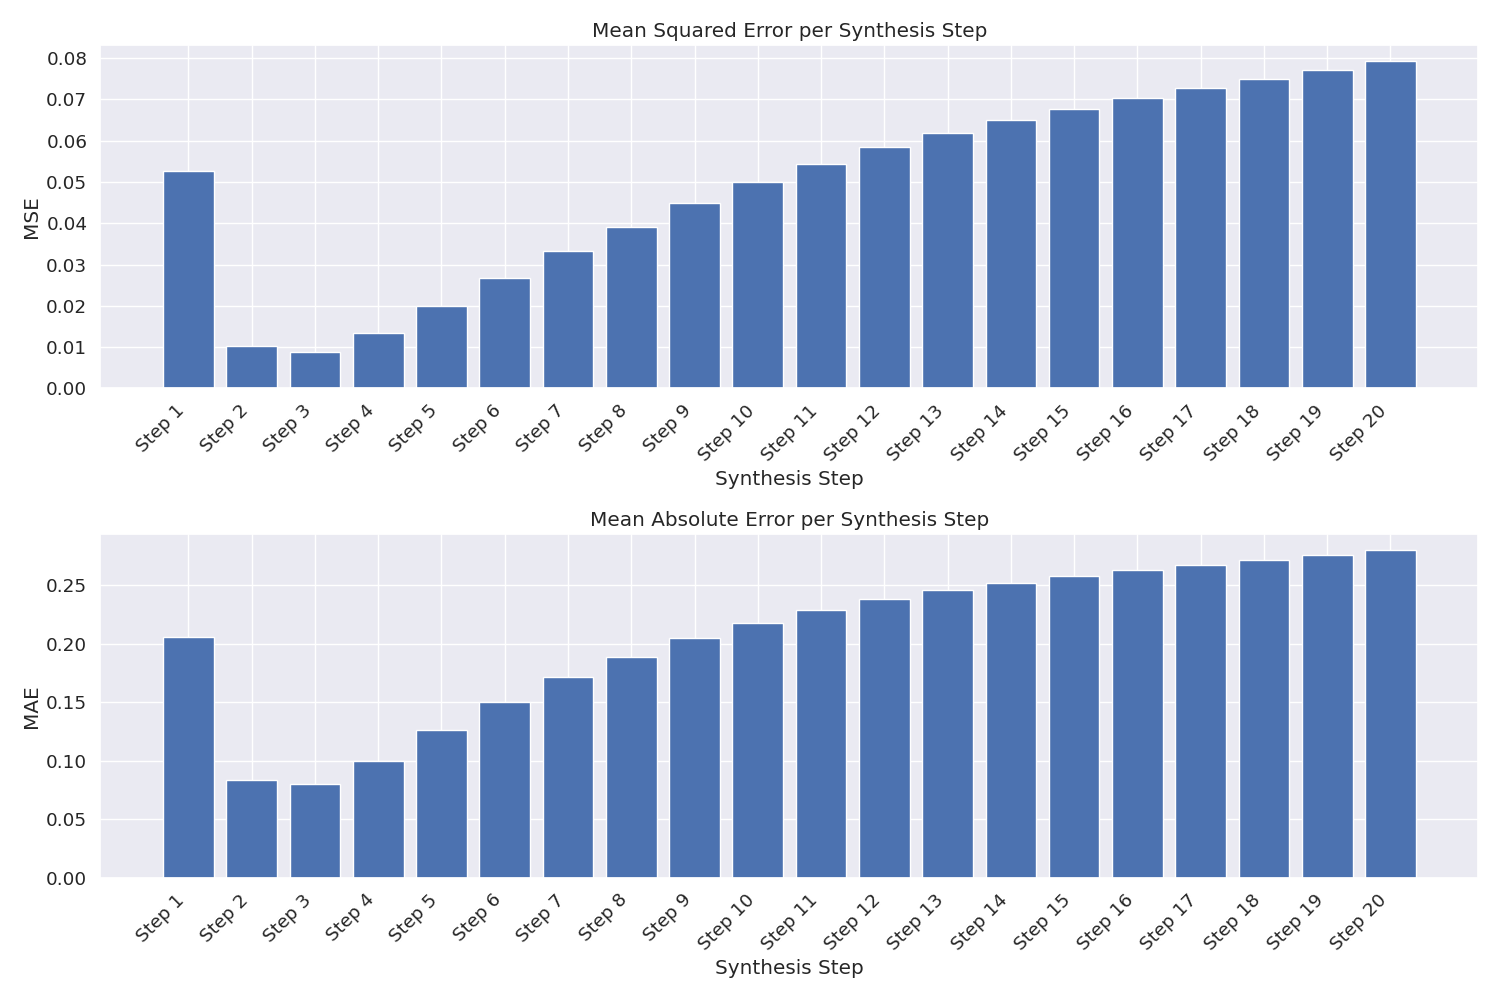 Mean Squared Error per Synthesis Step
0.08
0.07
0.06
0.05
0.04
0.03
0.02
0.01
0.00
MSE
Step 1
Step 2
Step 3
Step 4
Step 5
Step 6
Step 7
Step 8
Step 9
Step 10
Step 11
Step 12
Step 13
Step 14
Step 15
Step 16
Step 17
Step 18
Step 19
Step 20
Synthesis Step
Mean Absolute Error per Synthesis Step
0.25
0.20
0.15
0.10
0.05
0.00
MAE
Step 1
Step 2
Step 3
Step 4
Step 5
Step 6
Step 7
Step 8
Step 9
Step 10
Step 11
Step 12
Step 13
Step 14
Step 15
Step 16
Step 17
Step 18
Step 19
Step 20
Synthesis Step